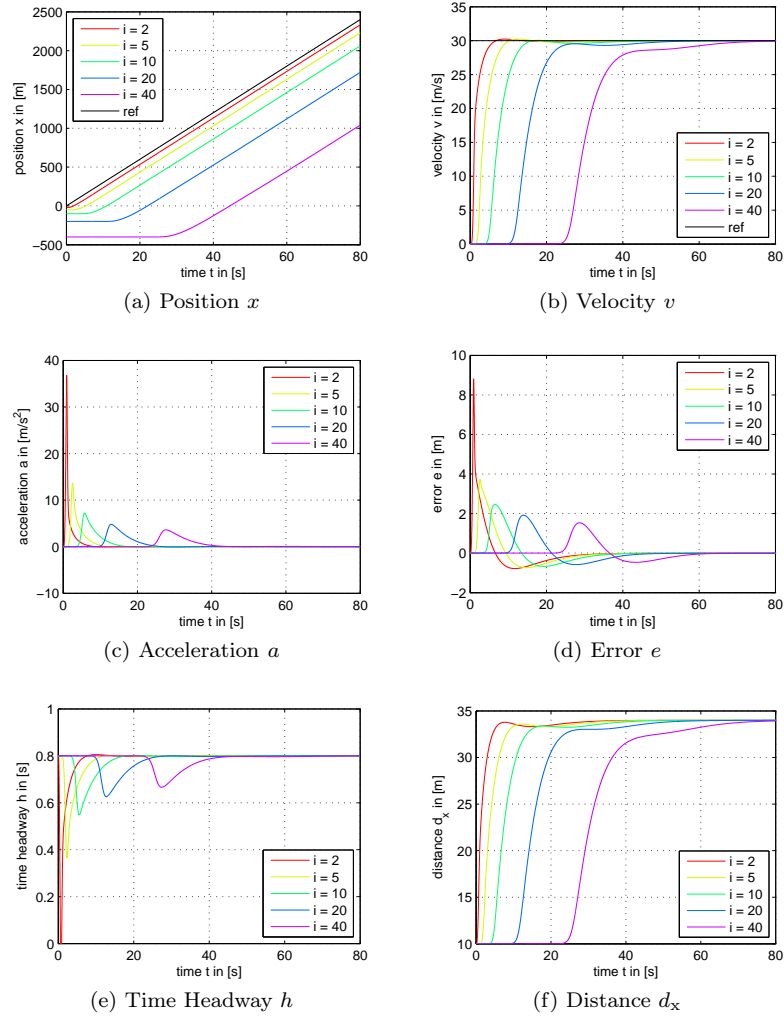 2500
2000
1500
1000
500
0
−500
0
20
40
60
80
position x in [m]
time t in [s]
i = 2
i = 5
i = 10
i = 20
i = 40
ref
(a) Position x
35
30
25
20
15
10
5
0
0
20
40
60
80
velocity v in [m/s]
time t in [s]
i = 2
i = 5
i = 10
i = 20
i = 40
ref
(b) Velocity v
40
30
20
10
0
−10
0
20
40
60
80
acceleration a in [m/s²]
time t in [s]
i = 2
i = 5
i = 10
i = 20
i = 40
(c) Acceleration a
10
8
6
4
2
0
−2
0
20
40
60
80
error e in [m]
time t in [s]
i = 2
i = 5
i = 10
i = 20
i = 40
(d) Error e
1
0.8
0.6
0.4
0.2
0
0
20
40
60
80
time headway h in [s]
time t in [s]
i = 2
i = 5
i = 10
i = 20
i = 40
(e) Time Headway h
35
30
25
20
15
10
0
20
40
60
80
distance dₓ in [m]
time t in [s]
i = 2
i = 5
i = 10
i = 20
i = 40
(f) Distance dₓ